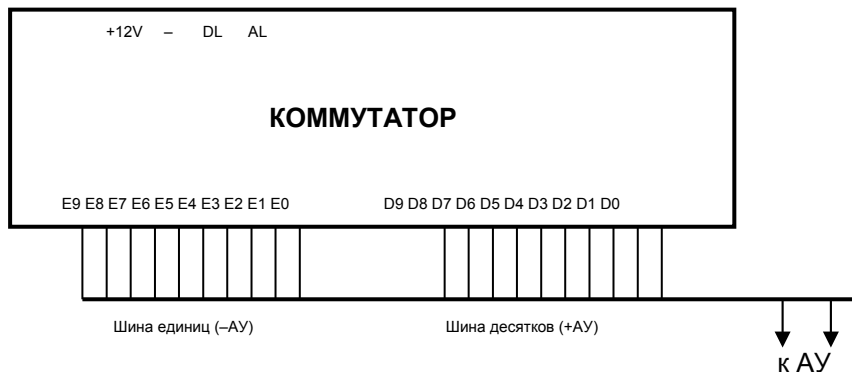 +12V – DL AL
КОММУТАТОР
E9 E8 E7 E6 E5 E4 E3 E2 E1 E0 D9 D8 D7 D6 D5 D4 D3 D2 D1 D0
Шина единиц (–АУ) Шина десятков (+АУ)
к АУ